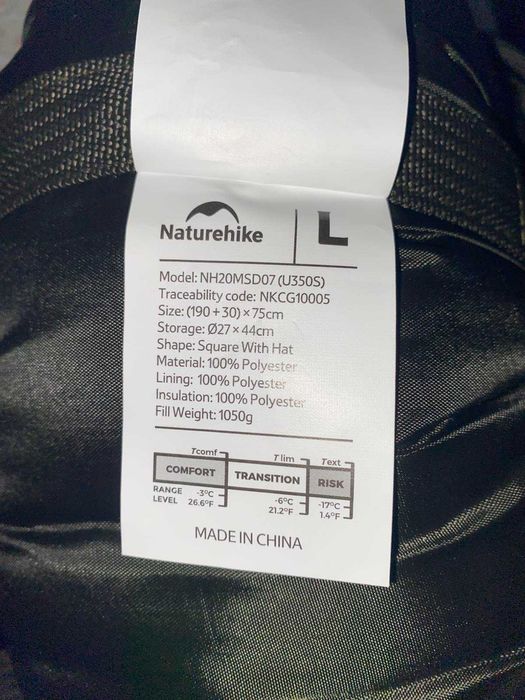 Naturehike L
Model: NH20MSD07 (U350S)
Traceability code: NKCG10005
Size: (190 + 30) × 75cm
Storage: Ø27 × 44cm
Shape: Square With Hat
Material: 100% Polyester
Lining: 100% Polyester
Insulation: 100% Polyester
Fill Weight: 1050g
Tcomf Tlim Text
COMFORT TRANSITION RISK
RANGE -3°C -6°C -17°C
LEVEL 26.6°F 21.2°F 1.4°F
MADE IN CHINA